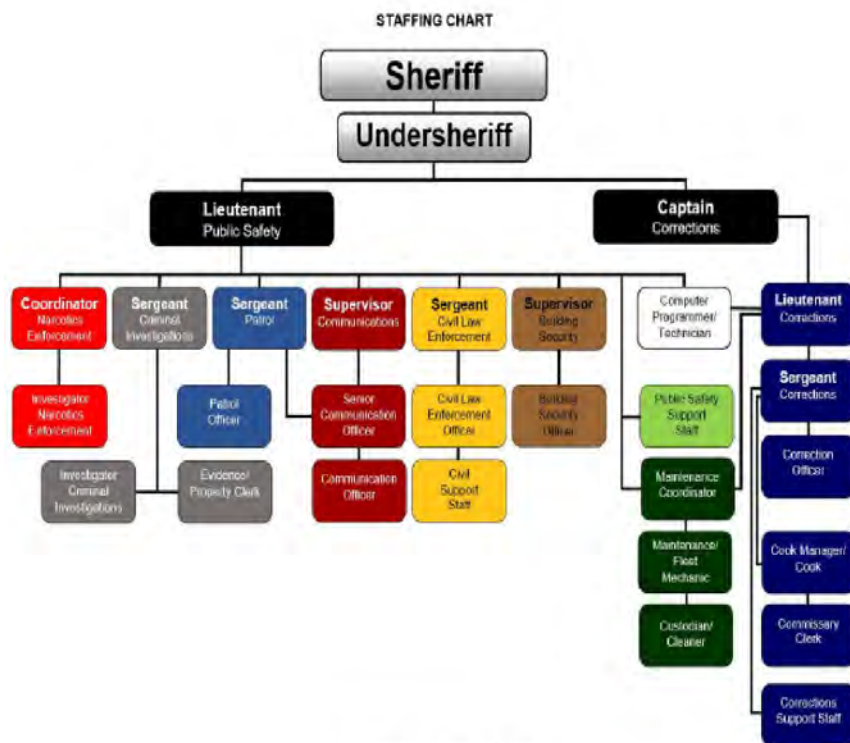 STAFFING CHART
Sheriff
Undersheriff
Lieutenant
Public Safety
Captain
Corrections
Coordinator
Narcotics
Enforcement
Sergeant
Criminal
Investigations
Sergeant
Patrol
Supervisor
Communications
Sergeant
Civil Law
Enforcement
Supervisor
Building
Security
Computer
Programmer/
Technician
Lieutenant
Corrections
Investigator
Narcotics
Enforcement
Patrol
Officer
Senior
Communication
Officer
Civil Law
Enforcement
Officer
Building
Security
Officer
Public Safety
Support
Staff
Sergeant
Corrections
Investigator
Criminal
Investigations
Evidence/
Property Clerk
Communication
Officer
Civil
Support
Staff
Maintenance
Coordinator
Correction
Officer
Maintenance/
Fleet
Mechanic
Cook Manager/
Cook
Custodian/
Cleaner
Commissary
Clerk
Corrections
Support Staff